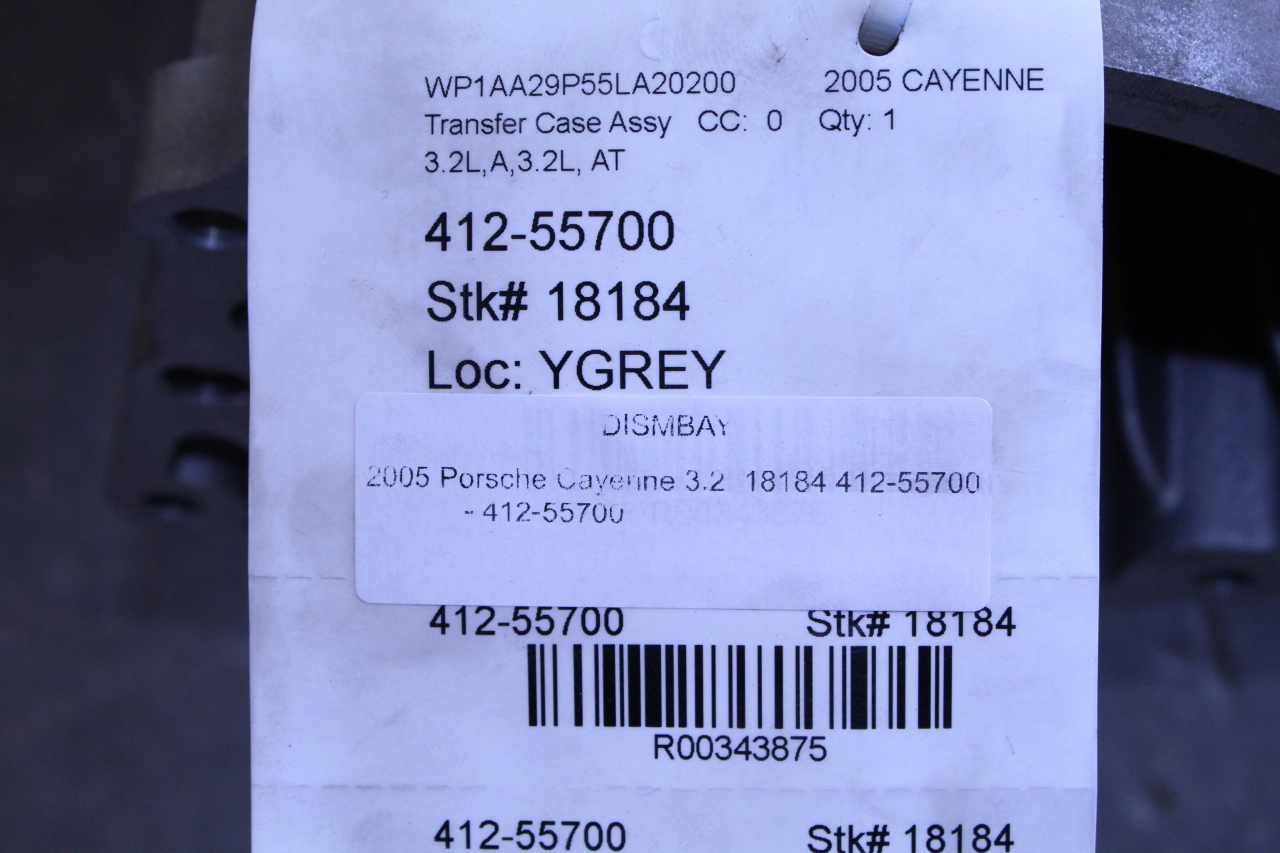 WP1AA29P55LA20200 2005 CAYENNE
Transfer Case Assy CC: 0 Qty: 1
3.2L,A,3.2L, AT
412-55700
Stk# 18184
Loc: YGREY
DISMBAY
2005 Porsche Cayenne 3.2 18184 412-55700
- 412-55700
R00343875
412-55700 Stk# 18184
R00343875
412-55700 Stk# 18184